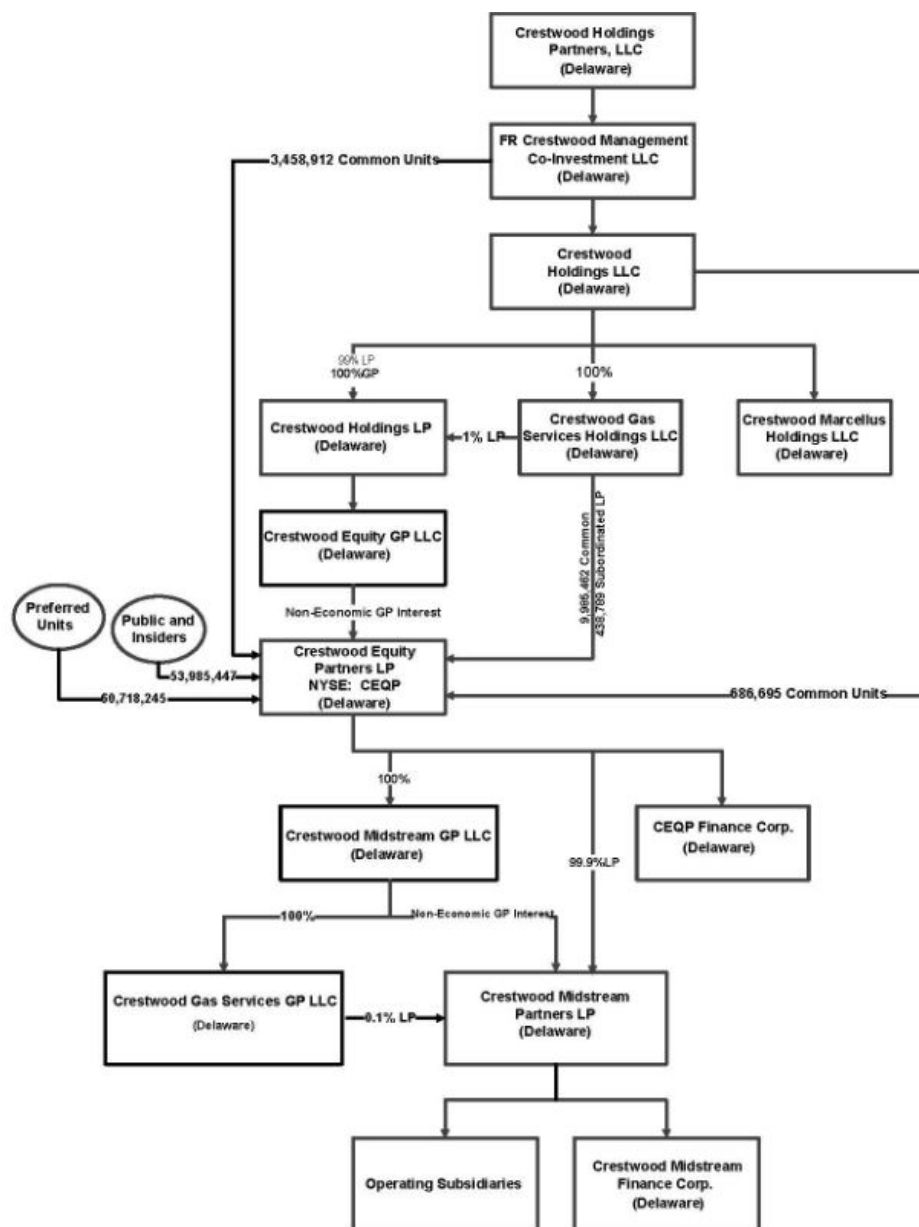 Crestwood Holdings
Partners, LLC
(Delaware)
FR Crestwood Management
Co-Investment LLC
(Delaware)
3,458,912 Common Units
Crestwood
Holdings LLC
(Delaware)
99% LP
100%GP
100%
Crestwood Holdings LP
(Delaware)
1% LP
Crestwood Gas
Services Holdings LLC
(Delaware)
Crestwood Marcellus
Holdings LLC
(Delaware)
9,985,462 Common
438,789 Subordinated LP
Crestwood Equity GP LLC
(Delaware)
Non-Economic GP Interest
Preferred
Units
Public and
Insiders
Crestwood Equity
Partners LP
NYSE: CEQP
(Delaware)
53,985,447
60,718,245
686,695 Common Units
100%
99.9%LP
Crestwood Midstream GP LLC
(Delaware)
CEQP Finance Corp.
(Delaware)
100%
Non-Economic GP Interest
Crestwood Gas Services GP LLC
(Delaware)
0.1% LP
Crestwood Midstream
Partners LP
(Delaware)
Operating Subsidiaries
Crestwood Midstream
Finance Corp.
(Delaware)